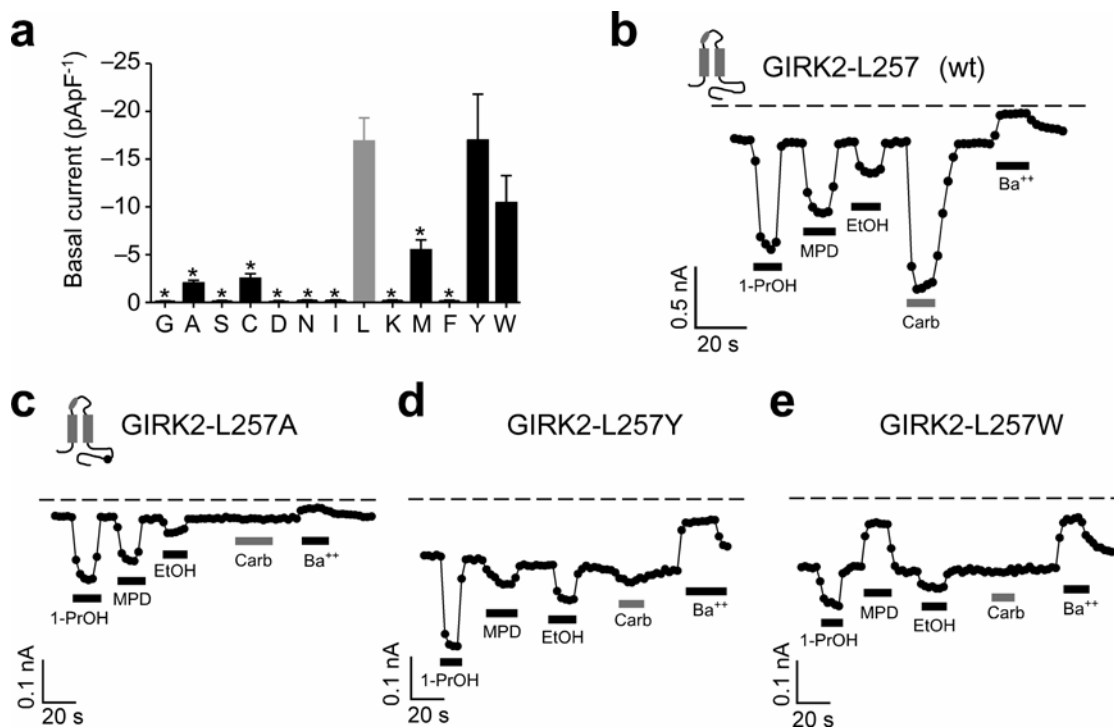 a
Basal current (pApF⁻¹)
−25
−20
−15
−10
−5
0
* * * * * * * * * *
G A S C D N I L K M F Y W
b
GIRK2-L257 (wt)
1-PrOH
MPD
EtOH
Carb
Ba⁺⁺
0.5 nA
20 s
c
GIRK2-L257A
1-PrOH
MPD
EtOH
Carb
Ba⁺⁺
0.1 nA
20 s
d
GIRK2-L257Y
1-PrOH
MPD
EtOH
Carb
Ba⁺⁺
0.1 nA
20 s
e
GIRK2-L257W
1-PrOH
MPD
EtOH
Carb
Ba⁺⁺
0.1 nA
20 s